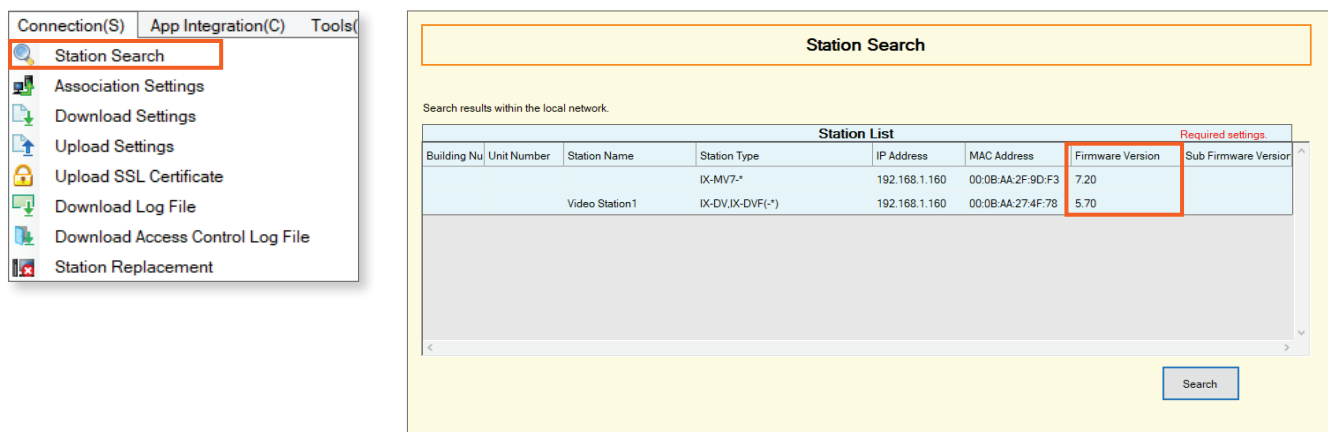 Connection(S) App Integration(C) Tools(
Station Search
Association Settings
Download Settings
Upload Settings
Upload SSL Certificate
Download Log File
Download Access Control Log File
Station Replacement
Station Search
Search results within the local network.
Station List Required settings.
Building Nu Unit Number Station Name Station Type IP Address MAC Address Firmware Version Sub Firmware Version
IX-MV7-* 192.168.1.160 00:0B:AA:2F:9D:F3 7.20
Video Station1 IX-DV,IX-DVF(-*) 192.168.1.160 00:0B:AA:27:4F:78 5.70
Search